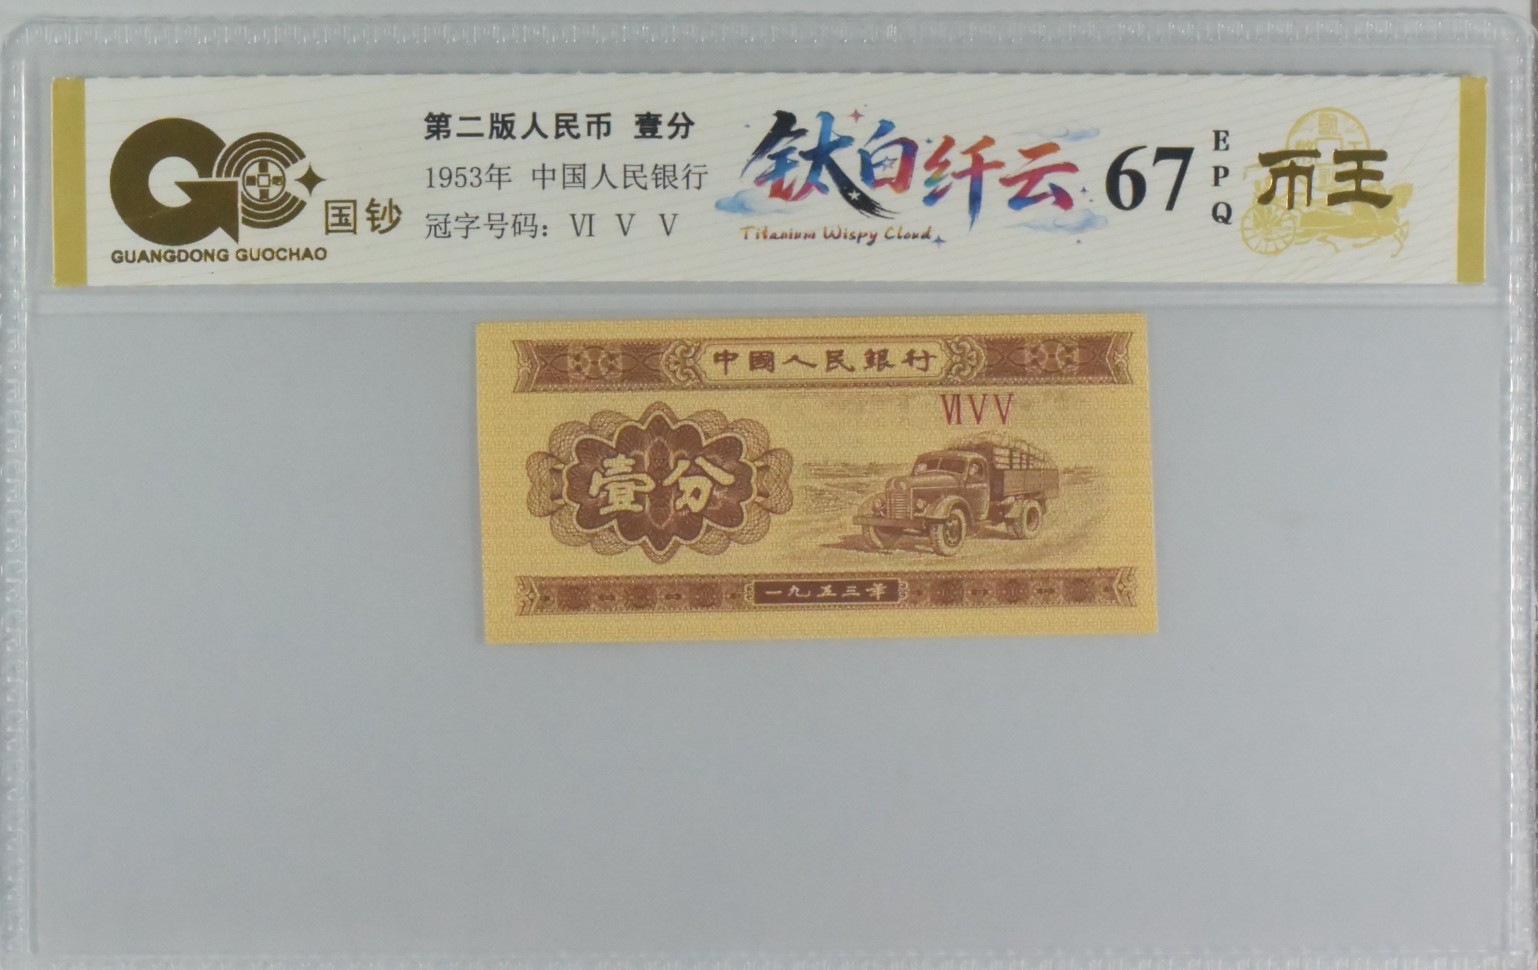 国钞
GUANGDONG GUOCHAO
第二版人民币 壹分
1953年 中国人民银行
冠字号码：Ⅵ Ⅴ Ⅴ
钛白纤云
Titanium Wispy Cloud
67
EPQ
币王
中國人民銀行
ⅥⅤⅤ
壹分
一九五三年